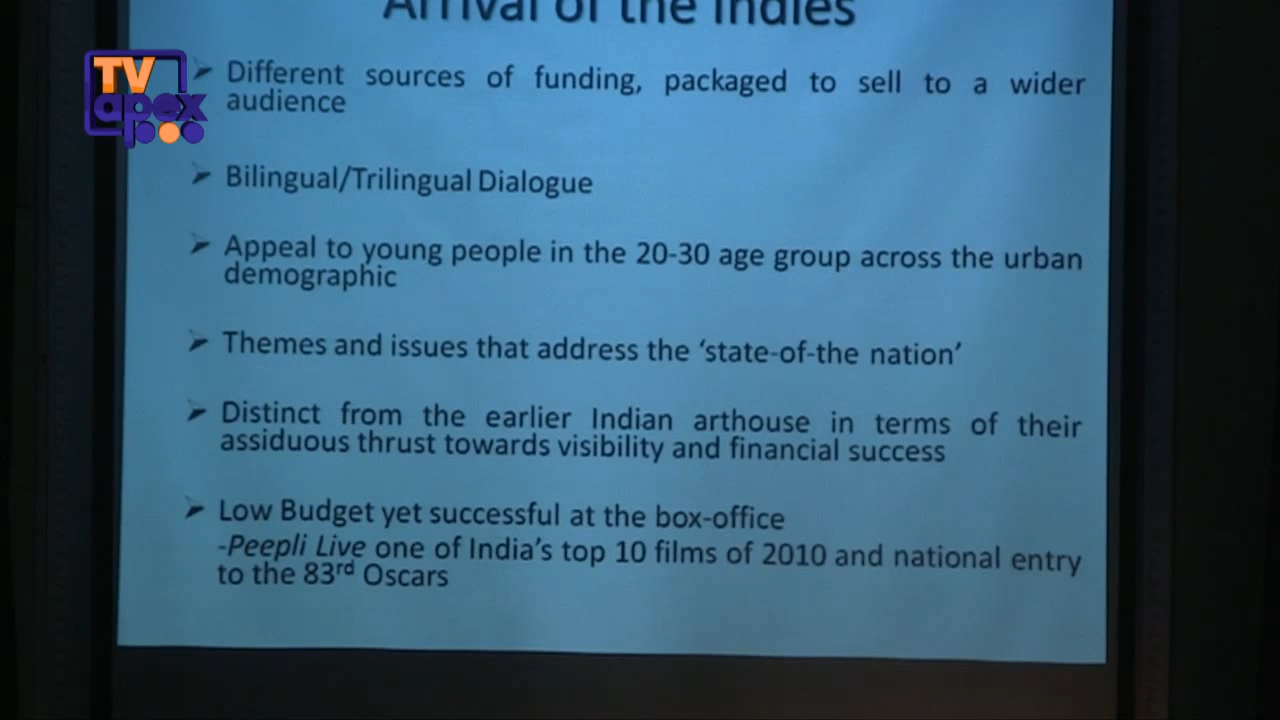 Arrival of the Indies
TV
apex
➢ Different sources of funding, packaged to sell to a wider
audience
➢ Bilingual/Trilingual Dialogue
➢ Appeal to young people in the 20-30 age group across the urban
demographic
➢ Themes and issues that address the ‘state-of-the nation’
➢ Distinct from the earlier Indian arthouse in terms of their
assiduous thrust towards visibility and financial success
➢ Low Budget yet successful at the box-office
-Peepli Live one of India’s top 10 films of 2010 and national entry
to the 83rd Oscars